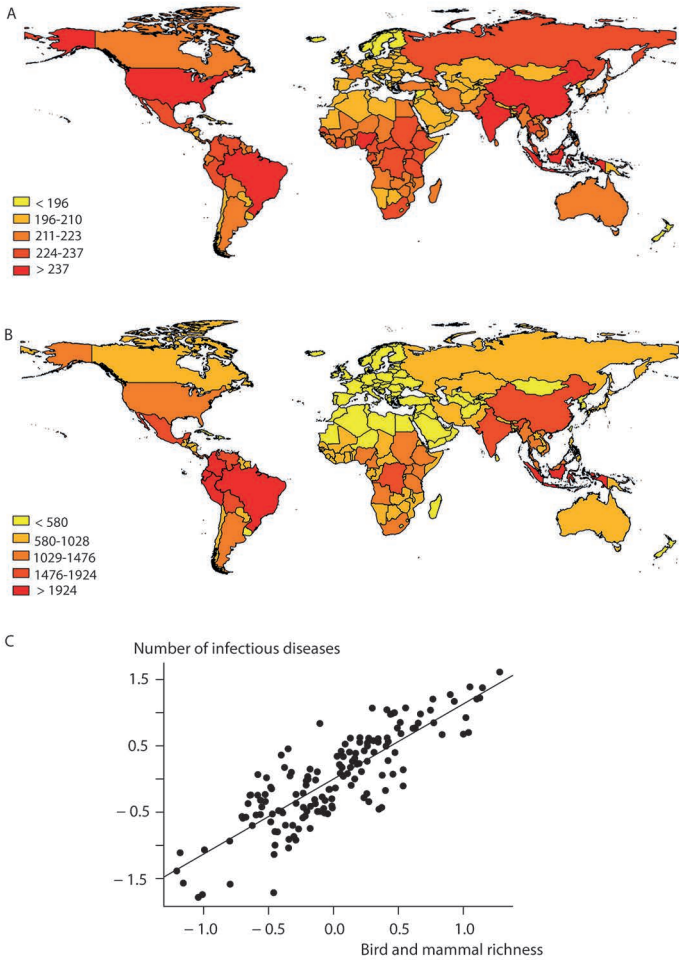 A
< 196
196-210
211-223
224-237
> 237
B
< 580
580-1028
1029-1476
1476-1924
> 1924
C
Number of infectious diseases
1.5
0.5
− 0.5
− 1.5
− 1.0 − 0.5 0.0 0.5 1.0
Bird and mammal richness